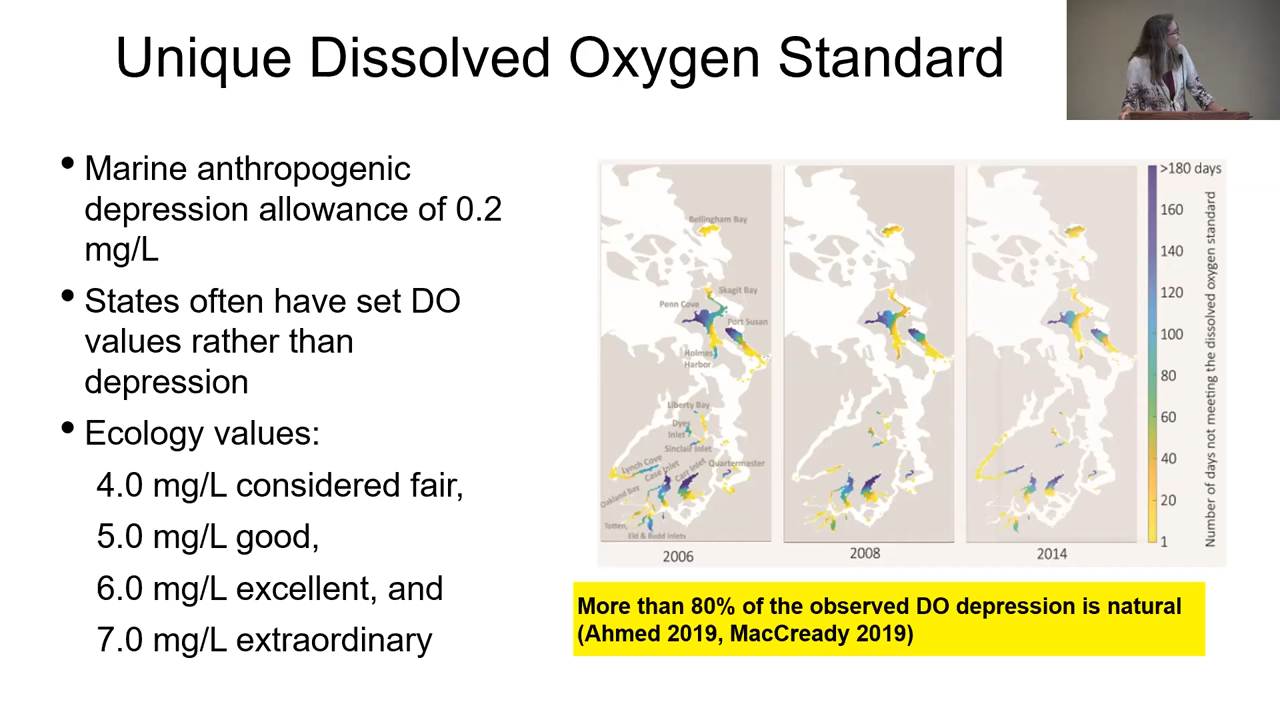 Unique Dissolved Oxygen Standard
• Marine anthropogenic
depression allowance of 0.2
mg/L
• States often have set DO
values rather than
depression
• Ecology values:
4.0 mg/L considered fair,
5.0 mg/L good,
6.0 mg/L excellent, and
7.0 mg/L extraordinary
Bellingham Bay
Skagit Bay
Penn Cove
Port Susan
Holmes
Harbor
Liberty Bay
Dyes
Inlet
Sinclair Inlet
Lynch Cove
Case Inlet
Carr Inlet
Quartermaster
Oakland Bay
Totten,
Eld & Budd Inlets
2006
2008
2014
>180 days
160
140
120
100
80
60
40
20
1
Number of days not meeting the dissolved oxygen standard
More than 80% of the observed DO depression is natural
(Ahmed 2019, MacCready 2019)